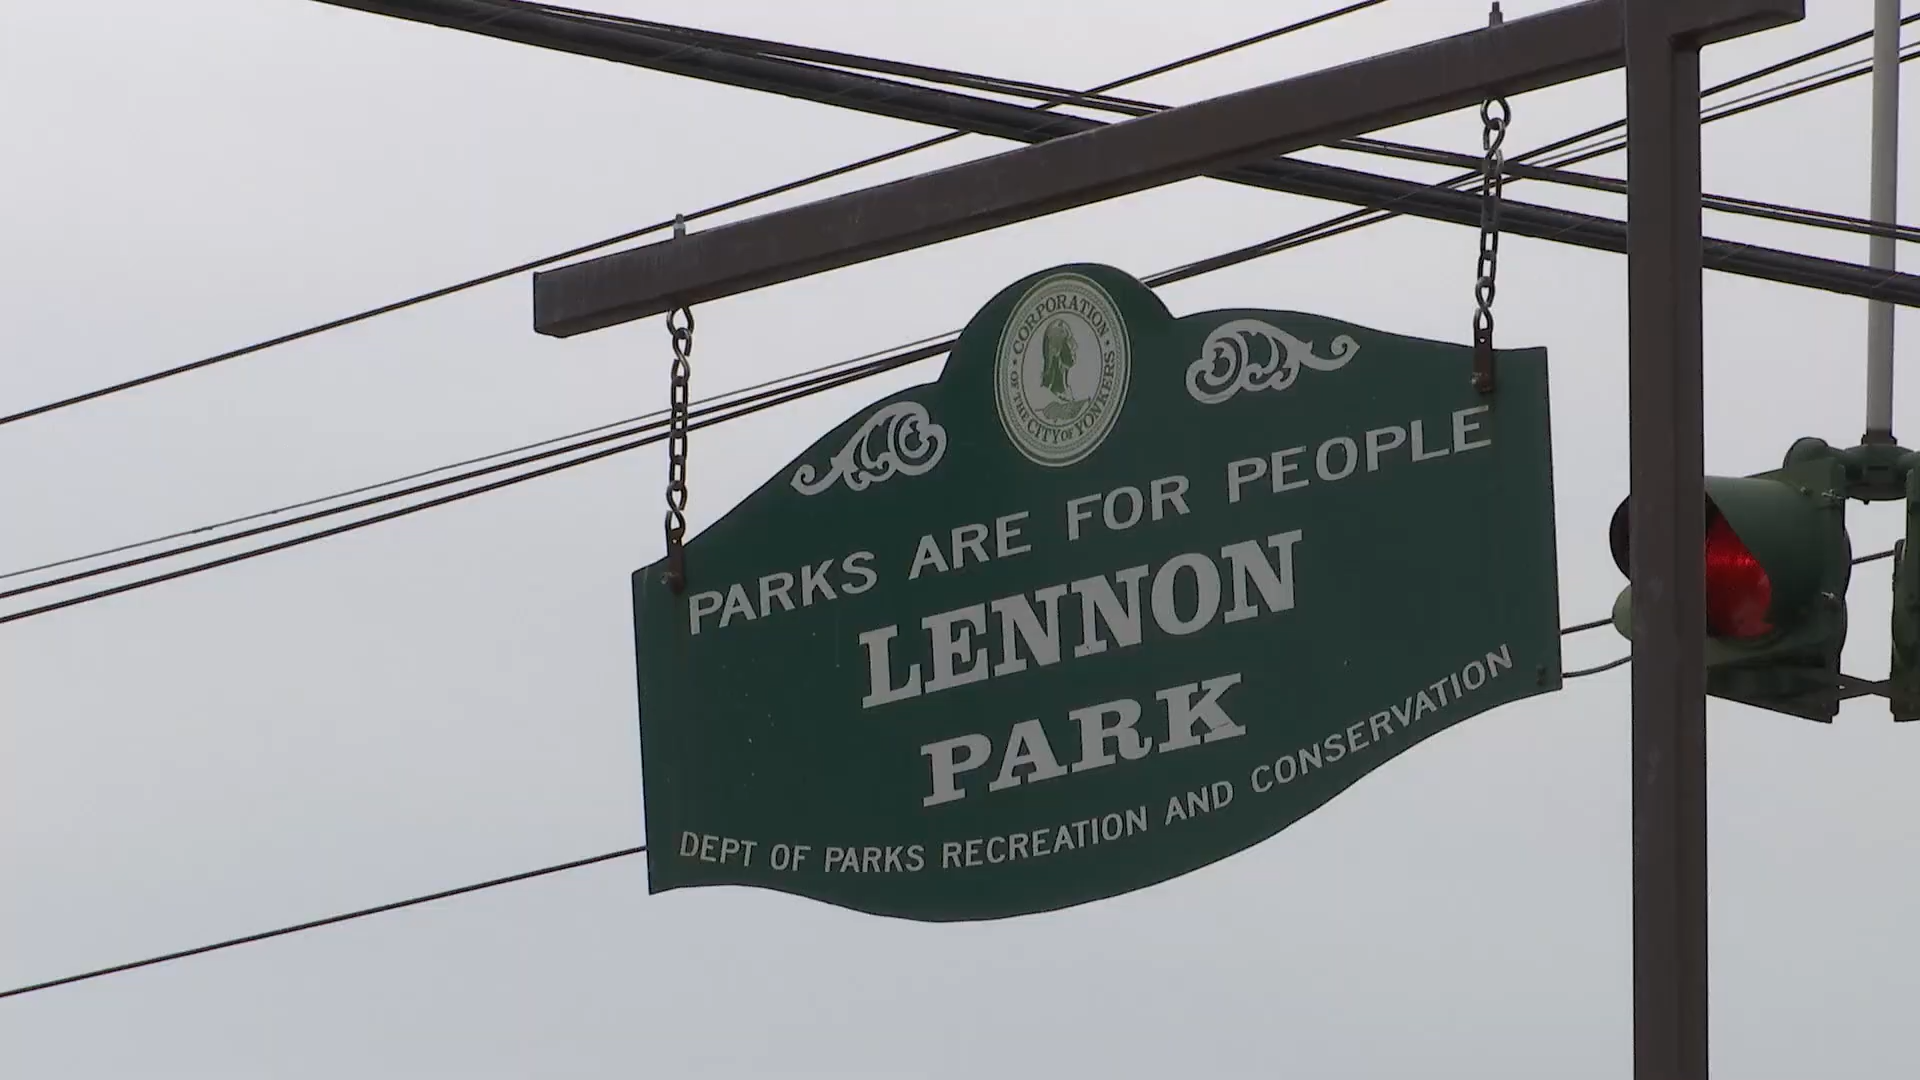 CORPORATION
OF THE CITY OF YONKERS
PARKS ARE FOR PEOPLE
LENNON
PARK
DEPT OF PARKS RECREATION AND CONSERVATION